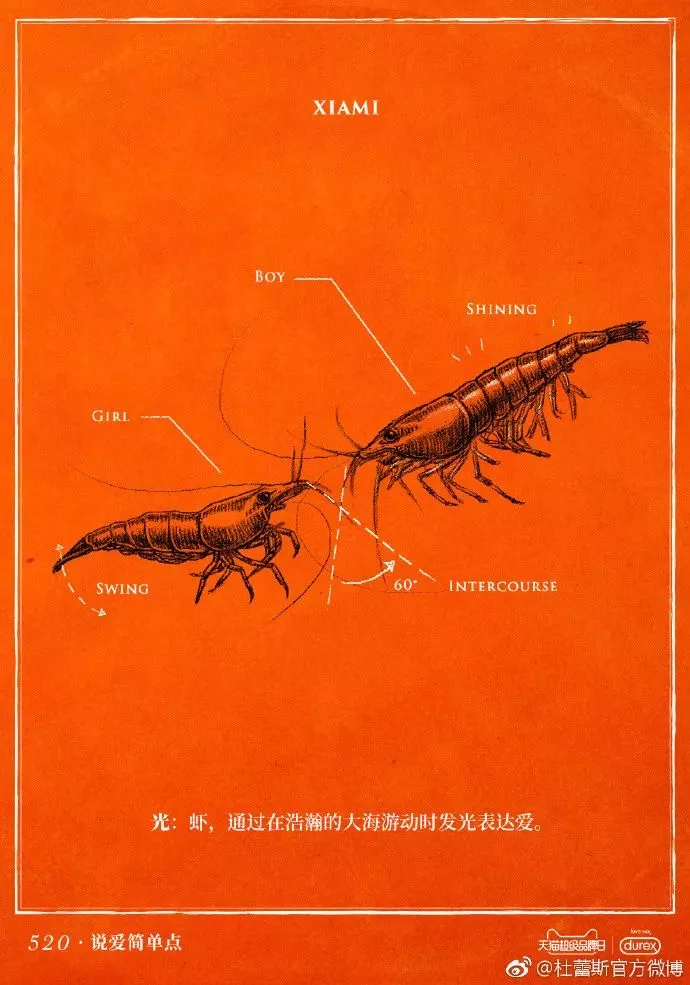 XIAMI
BOY
SHINING
GIRL
SWING
60°
INTERCOURSE
光：虾，通过在浩瀚的大海游动时发光表达爱。
520·说爱简单点
天猫超级品牌日
love sex
durex
@杜蕾斯官方微博